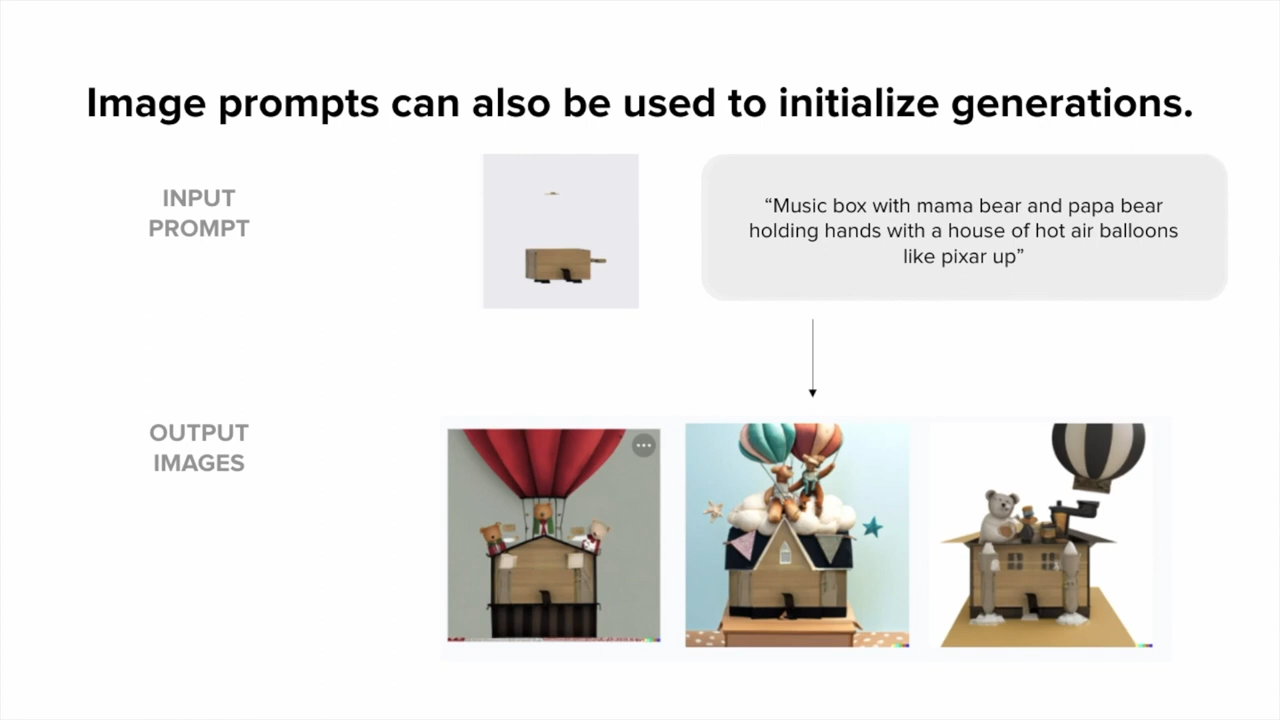 Image prompts can also be used to initialize generations.
INPUT
PROMPT
“Music box with mama bear and papa bear
holding hands with a house of hot air balloons
like pixar up”
OUTPUT
IMAGES